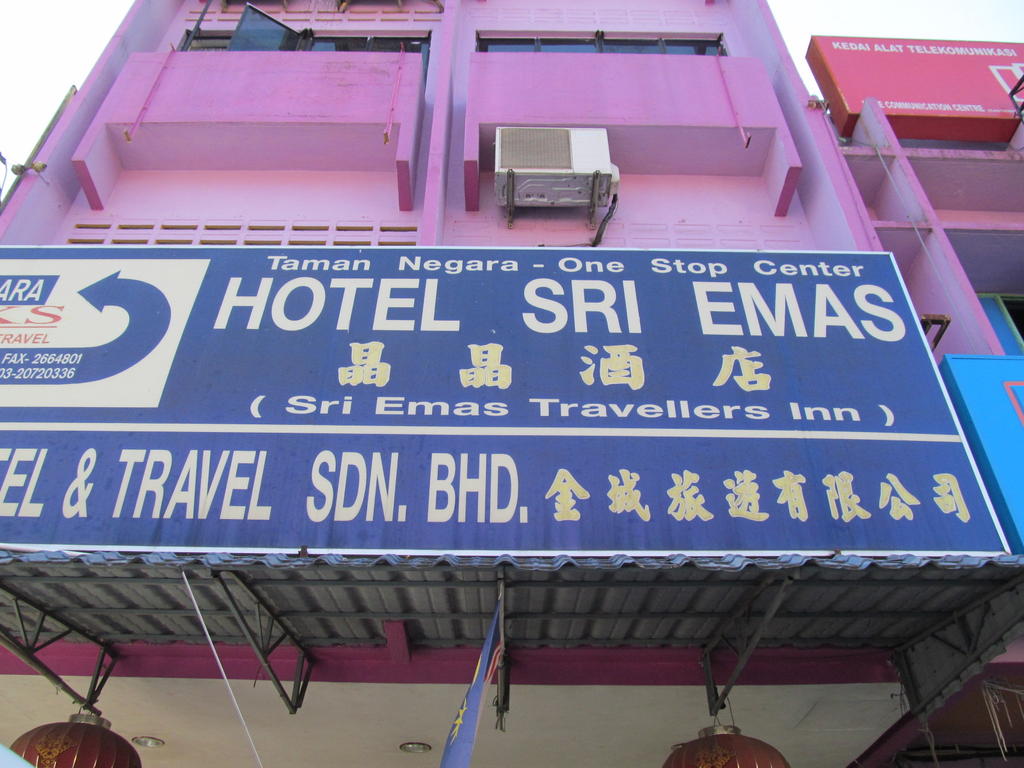 KEDAI ALAT TELEKOMUNIKASI
COMMUNICATION CENTRE
Taman Negara - One Stop Center
HOTEL SRI EMAS
晶晶酒店
( Sri Emas Travellers Inn )
ARA
KS
TRAVEL
FAX- 2664801
03-20720336
EL & TRAVEL SDN. BHD. 金城旅遊有限公司